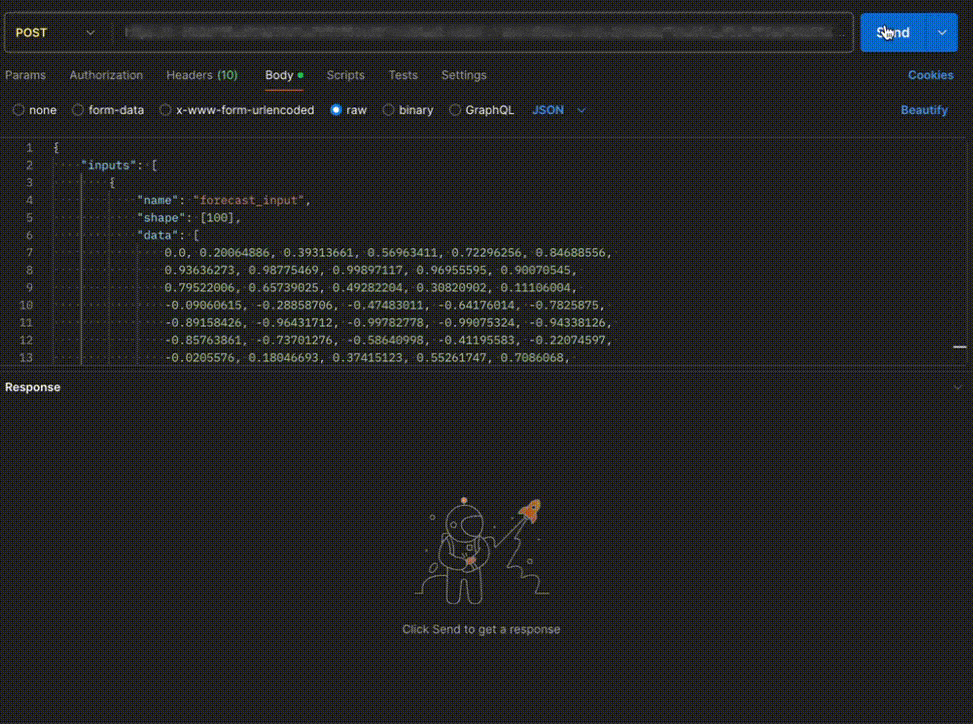 POST
Send
Params Authorization Headers (10) Body Scripts Tests Settings Cookies
none form-data x-www-form-urlencoded raw binary GraphQL JSON Beautify
1 {
2 "inputs": [
3 {
4 "name": "forecast_input",
5 "shape": [100],
6 "data": [
7 0.0, 0.20064886, 0.39313661, 0.56963411, 0.72296256, 0.84688556,
8 0.93636273, 0.98775469, 0.99897117, 0.96955595, 0.90070545,
9 0.79522006, 0.65739025, 0.49282204, 0.30820902, 0.11106004,
10 -0.09060615, -0.28858706, -0.47483011, -0.64176014, -0.7825875,
11 -0.89158426, -0.96431712, -0.99782778, -0.99075324, -0.94338126,
12 -0.85763861, -0.73701276, -0.58640998, -0.41195583, -0.22074597,
13 -0.0205576, 0.18046693, 0.37415123, 0.55261747, 0.7086068,
Response
Click Send to get a response